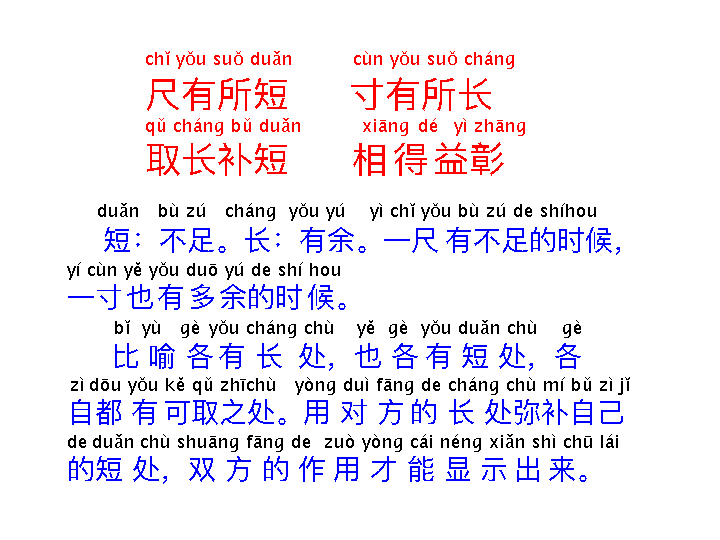 chǐ yǒu suǒ duǎn cùn yǒu suǒ cháng
尺有所短 寸有所长
qǔ cháng bǔ duǎn xiāng dé yì zhāng
取长补短 相得益彰
duǎn bù zú cháng yǒu yú yì chǐ yǒu bù zú de shíhou
短：不足。长：有余。一尺有不足的时候，
yí cùn yě yǒu duō yú de shí hou
一寸也有多余的时候。
bǐ yù gè yǒu cháng chù yě gè yǒu duǎn chù gè
比喻各有长处，也各有短处，各
zì dōu yǒu kě qǔ zhīchù yòng duì fāng de cháng chù mí bǔ zì jǐ
自都有可取之处。用对方的长处弥补自己
de duǎn chù shuāng fāng de zuò yòng cái néng xiǎn shì chū lái
的短处，双方的作用才能显示出来。